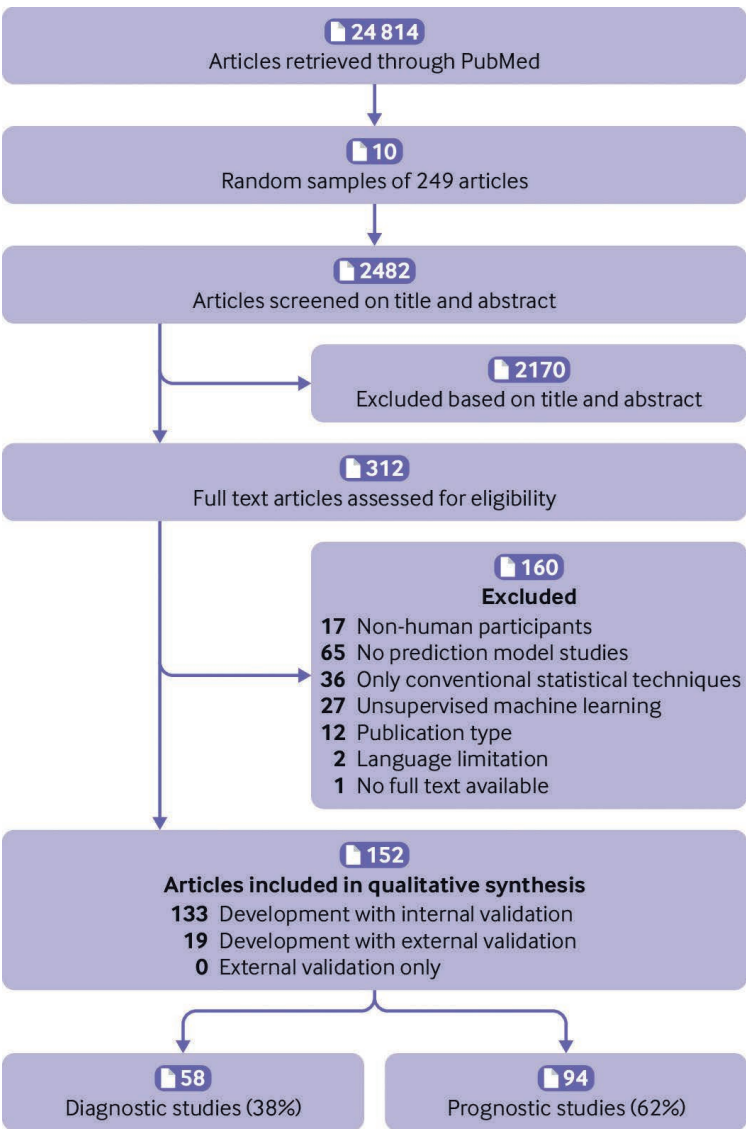 24 814
Articles retrieved through PubMed
10
Random samples of 249 articles
2482
Articles screened on title and abstract
2170
Excluded based on title and abstract
312
Full text articles assessed for eligibility
160
Excluded
17 Non-human participants
65 No prediction model studies
36 Only conventional statistical techniques
27 Unsupervised machine learning
12 Publication type
2 Language limitation
1 No full text available
152
Articles included in qualitative synthesis
133 Development with internal validation
19 Development with external validation
0 External validation only
58
Diagnostic studies (38%)
94
Prognostic studies (62%)